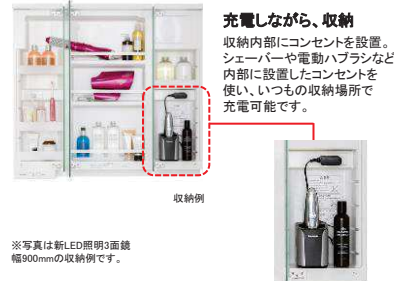 充電しながら、収納
収納内部にコンセントを設置。
シェーバーや電動ハブラシなど
内部に設置したコンセントを
使い、いつもの収納場所で
充電可能です。
収納例
※写真は新LED照明3面鏡
幅900mmの収納例です。